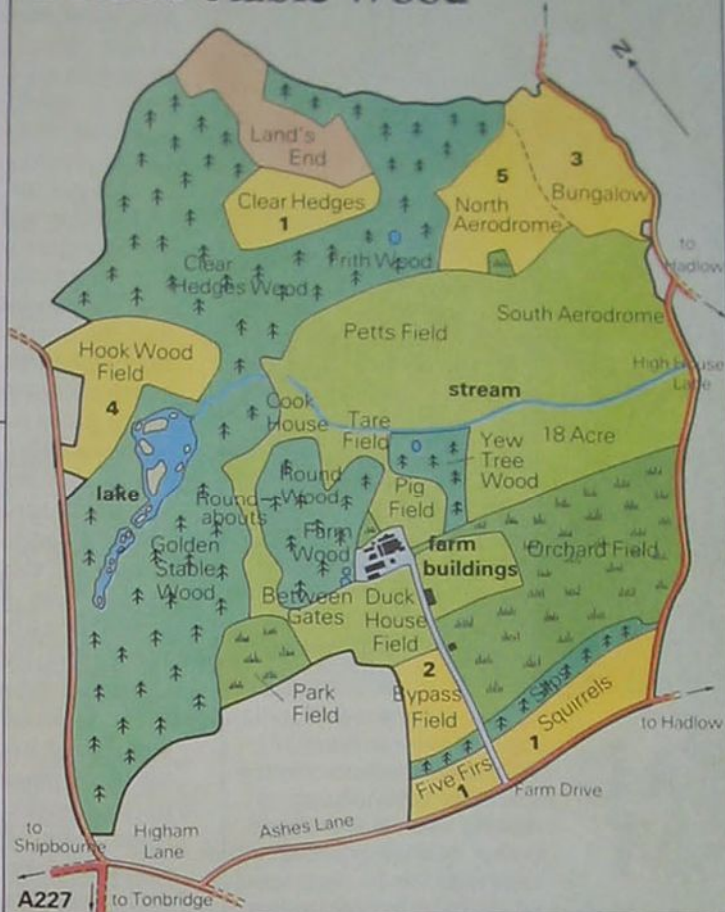 Wood
N
Land's
End
3
5
Bungalow
Clear Hedges
1
North
Aerodrome
to
Hadlow
Clear
Hedges Wood
Frith Wood
South Aerodrome
Petts Field
Hook Wood
Field
4
High House
Lane
stream
Cook
House
Tare
Field
18 Acre
Yew
Tree
Wood
Round
Wood
Pig
Field
lake
Round-
abouts
Farm
Wood
farm
buildings
Orchard Field
Golden
Stable
Wood
Between
Gates
Duck
House
Field
2
Bypass
Field
Park
Field
Slips
Squirrels
1
to Hadlow
Five Firs
1
Farm Drive
to
Shipbourne
Higham
Lane
Ashes Lane
A227
to Tonbridge